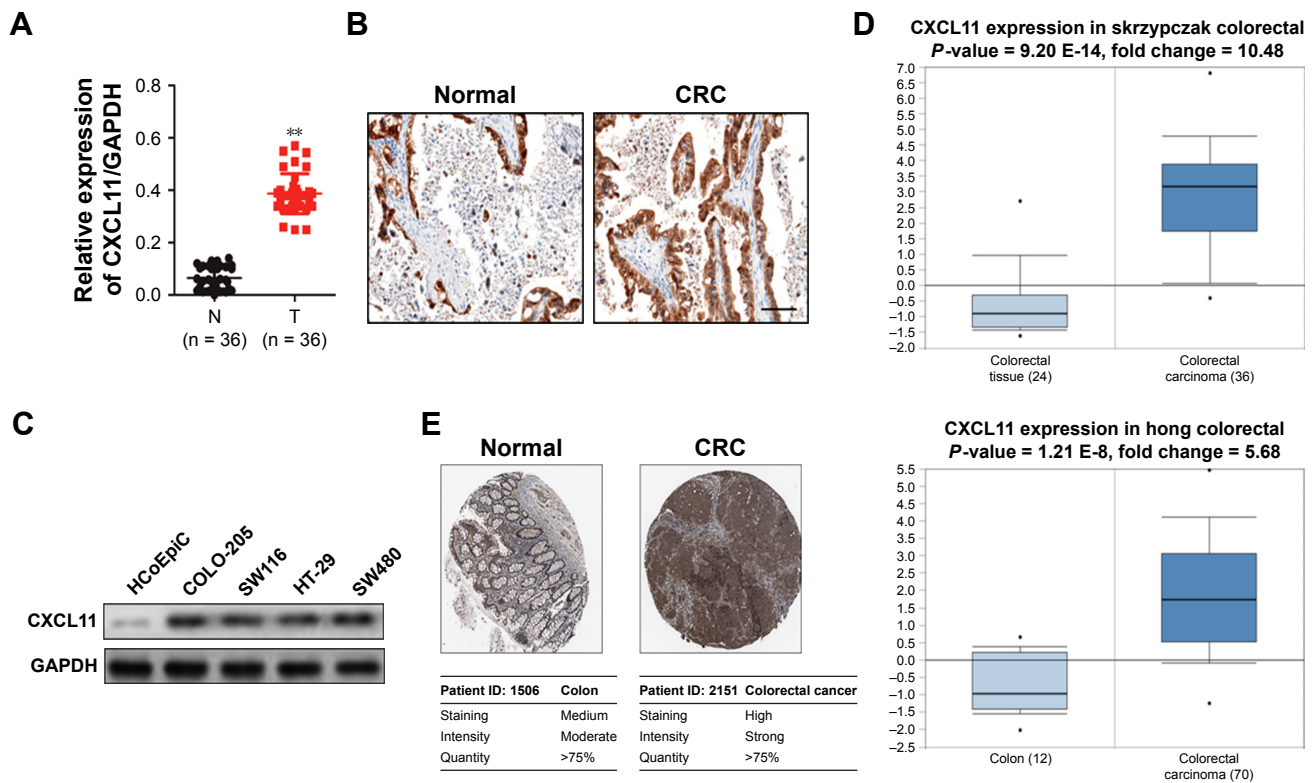 A
Relative expression
of CXCL11/GAPDH
0.8
0.6
0.4
0.2
0.0
**
N
(n = 36)
T
(n = 36)
B
Normal
CRC
C
HCoEpiC
COLO-205
SW116
HT-29
SW480
CXCL11
GAPDH
D
CXCL11 expression in skrzypczak colorectal
P-value = 9.20 E-14, fold change = 10.48
7.0
6.5
6.0
5.5
5.0
4.5
4.0
3.5
3.0
2.5
2.0
1.5
1.0
0.5
0.0
–0.5
–1.0
–1.5
–2.0
Colorectal
tissue (24)
Colorectal
carcinoma (36)
CXCL11 expression in hong colorectal
P-value = 1.21 E-8, fold change = 5.68
5.5
5.0
4.5
4.0
3.5
3.0
2.5
2.0
1.5
1.0
0.5
0.0
–0.5
–1.0
–1.5
–2.0
–2.5
Colon (12)
Colorectal
carcinoma (70)
E
Normal
CRC
Patient ID: 1506 Colon
Staining Medium
Intensity Moderate
Quantity >75%
Patient ID: 2151 Colorectal cancer
Staining High
Intensity Strong
Quantity >75%